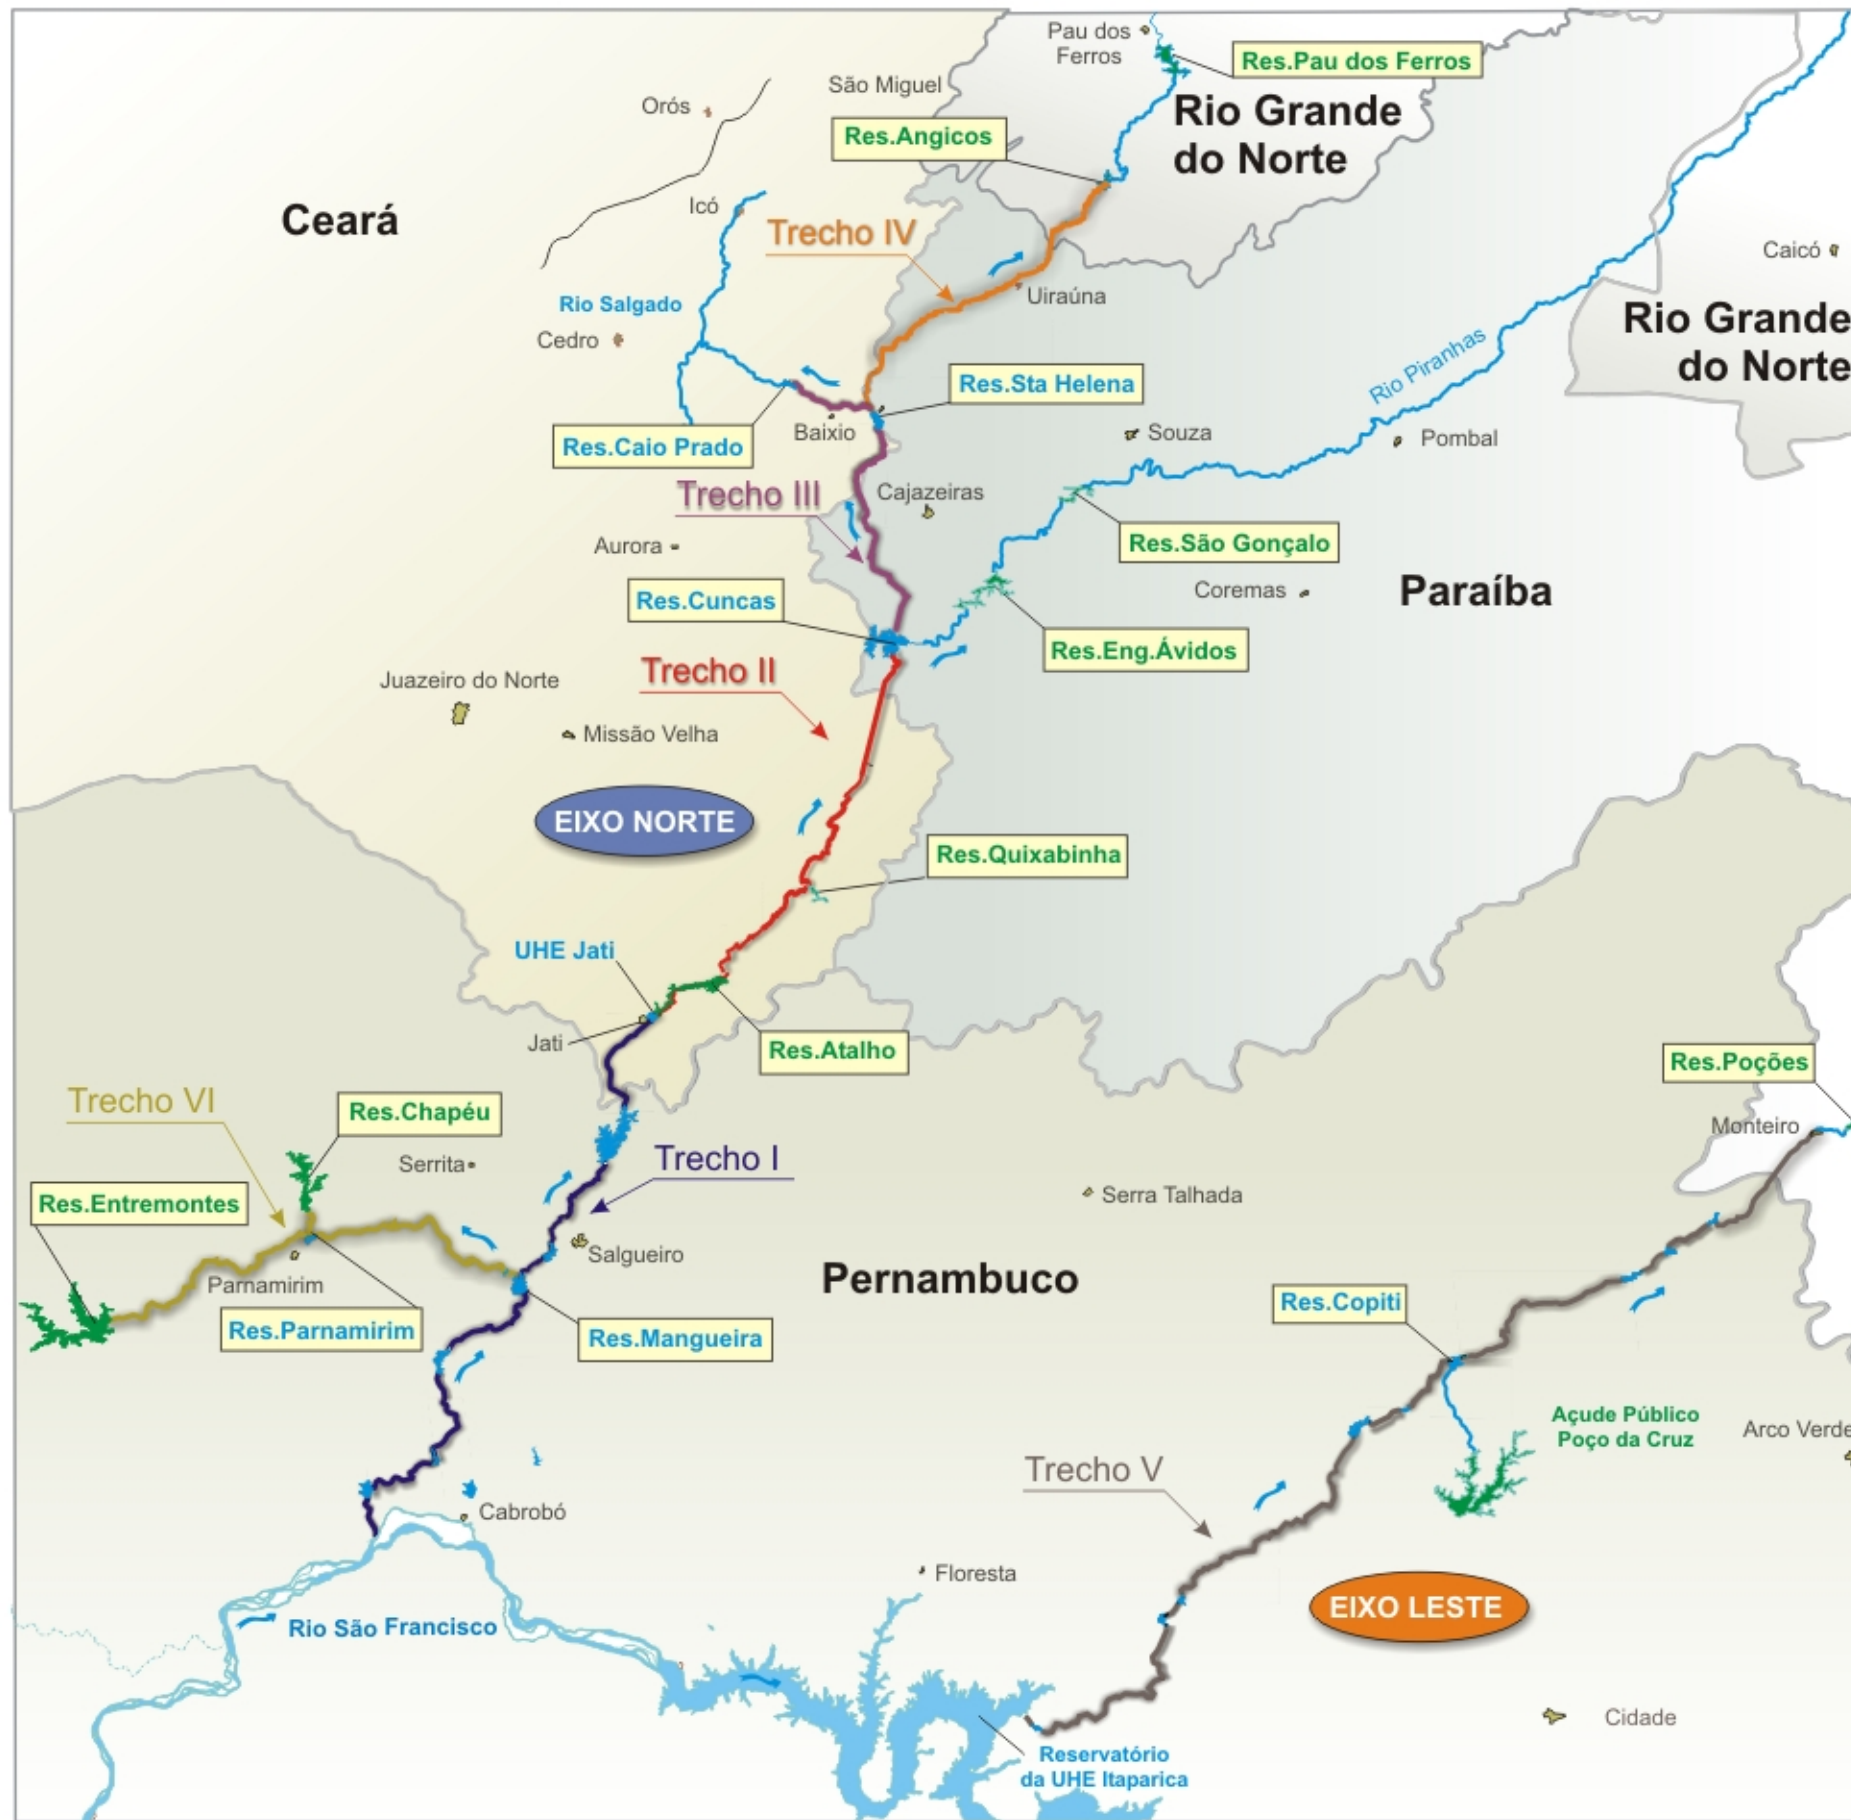 Pau dos
Ferros
Res.Pau dos Ferros
São Miguel
Orós
Rio Grande
do Norte
Res.Angicos
Icó
Ceará
Trecho IV
Caicó
Uiraúna
Rio Salgado
Rio Grande
do Norte
Cedro
Rio Piranhas
Res.Sta Helena
Baixio
Souza
Pombal
Res.Caio Prado
Trecho III
Cajazeiras
Aurora
Res.São Gonçalo
Res.Cuncas
Coremas
Paraíba
Res.Eng.Ávidos
Trecho II
Juazeiro do Norte
Missão Velha
EIXO NORTE
Res.Quixabinha
UHE Jati
Jati
Res.Atalho
Res.Poções
Trecho VI
Res.Chapéu
Monteiro
Serrita
Trecho I
Serra Talhada
Res.Entremontes
Salgueiro
Parnamirim
Pernambuco
Res.Copiti
Res.Parnamirim
Res.Mangueira
Açude Público
Poço da Cruz
Arco Verde
Trecho V
Cabrobó
Floresta
EIXO LESTE
Rio São Francisco
Cidade
Reservatório
da UHE Itaparica